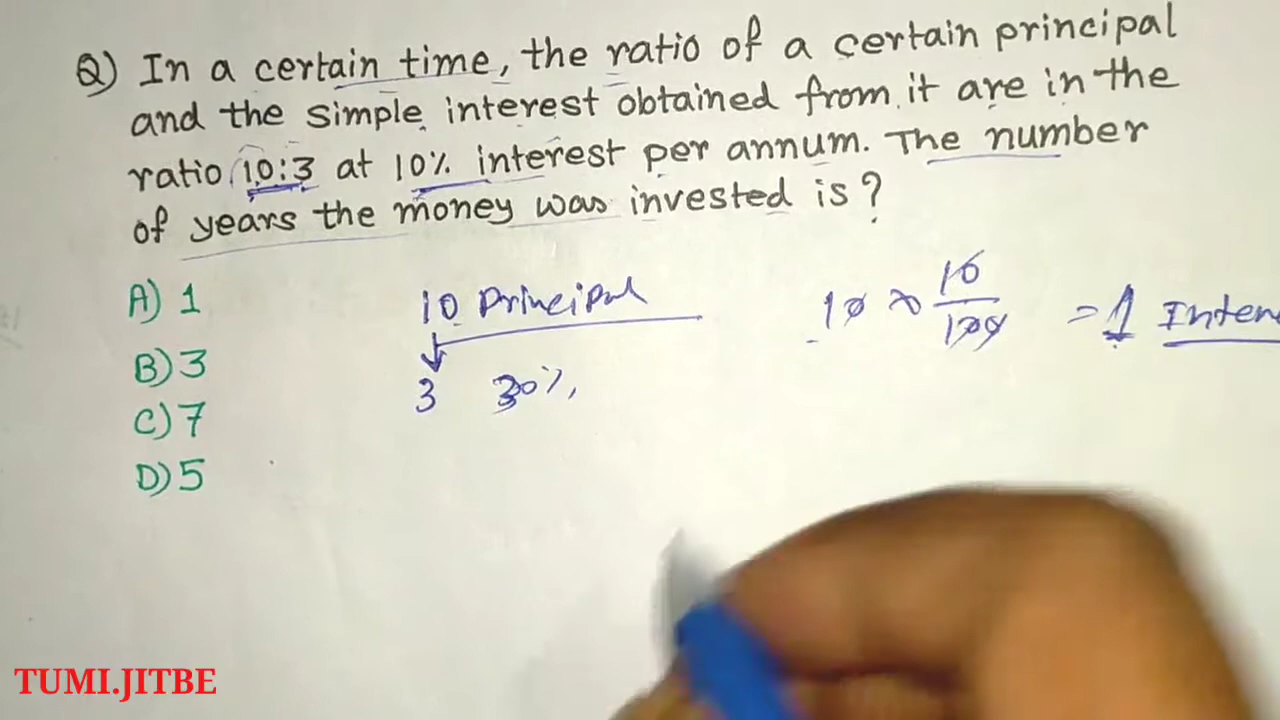 Q) In a certain time, the ratio of a certain principal
and the simple interest obtained from it are in the
ratio 10:3 at 10% interest per annum. The number
of years the money was invested is?
A) 1
B) 3
C) 7
D) 5
10 Principal
3 30%
10 × 10/100 = 1 Inter
TUMI.JITBE